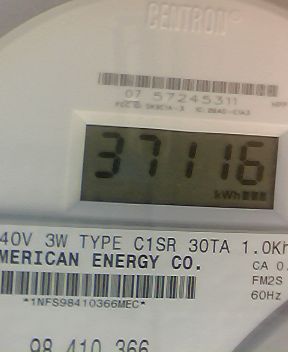 CENTRON®
07 57245311
37116
kWh
40V 3W TYPE C1SR 30TA 1.0Kh
MERICAN ENERGY CO.
CA 0.
FM2S
60Hz
*1NFS98410366MEC*
98 410 366